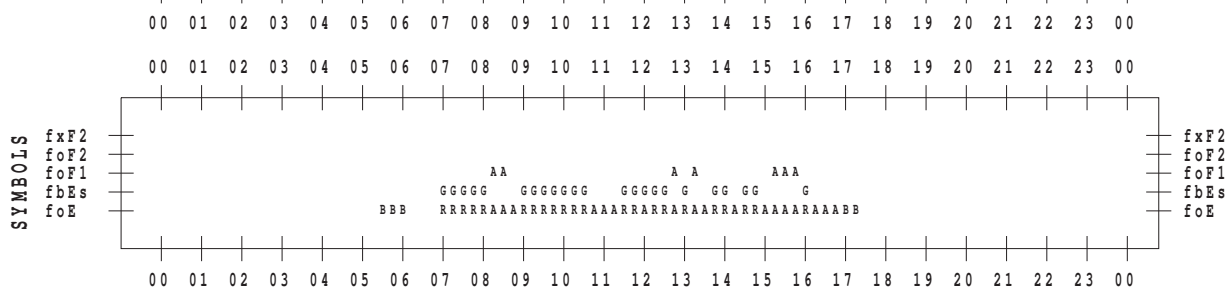 00 01 02 03 04 05 06 07 08 09 10 11 12 13 14 15 16 17 18 19 20 21 22 23 00
00 01 02 03 04 05 06 07 08 09 10 11 12 13 14 15 16 17 18 19 20 21 22 23 00
SYMBOLS
fxF2 fxF2
foF2 foF2
foF1 AA A A AAA foF1
fbEs GGGGG GGGGGGG GGGGG G GG GG G fbEs
foE BBB RRRRRAAARRRRRRRAAARRARRARAARRARRAAAARAAABB foE
00 01 02 03 04 05 06 07 08 09 10 11 12 13 14 15 16 17 18 19 20 21 22 23 00